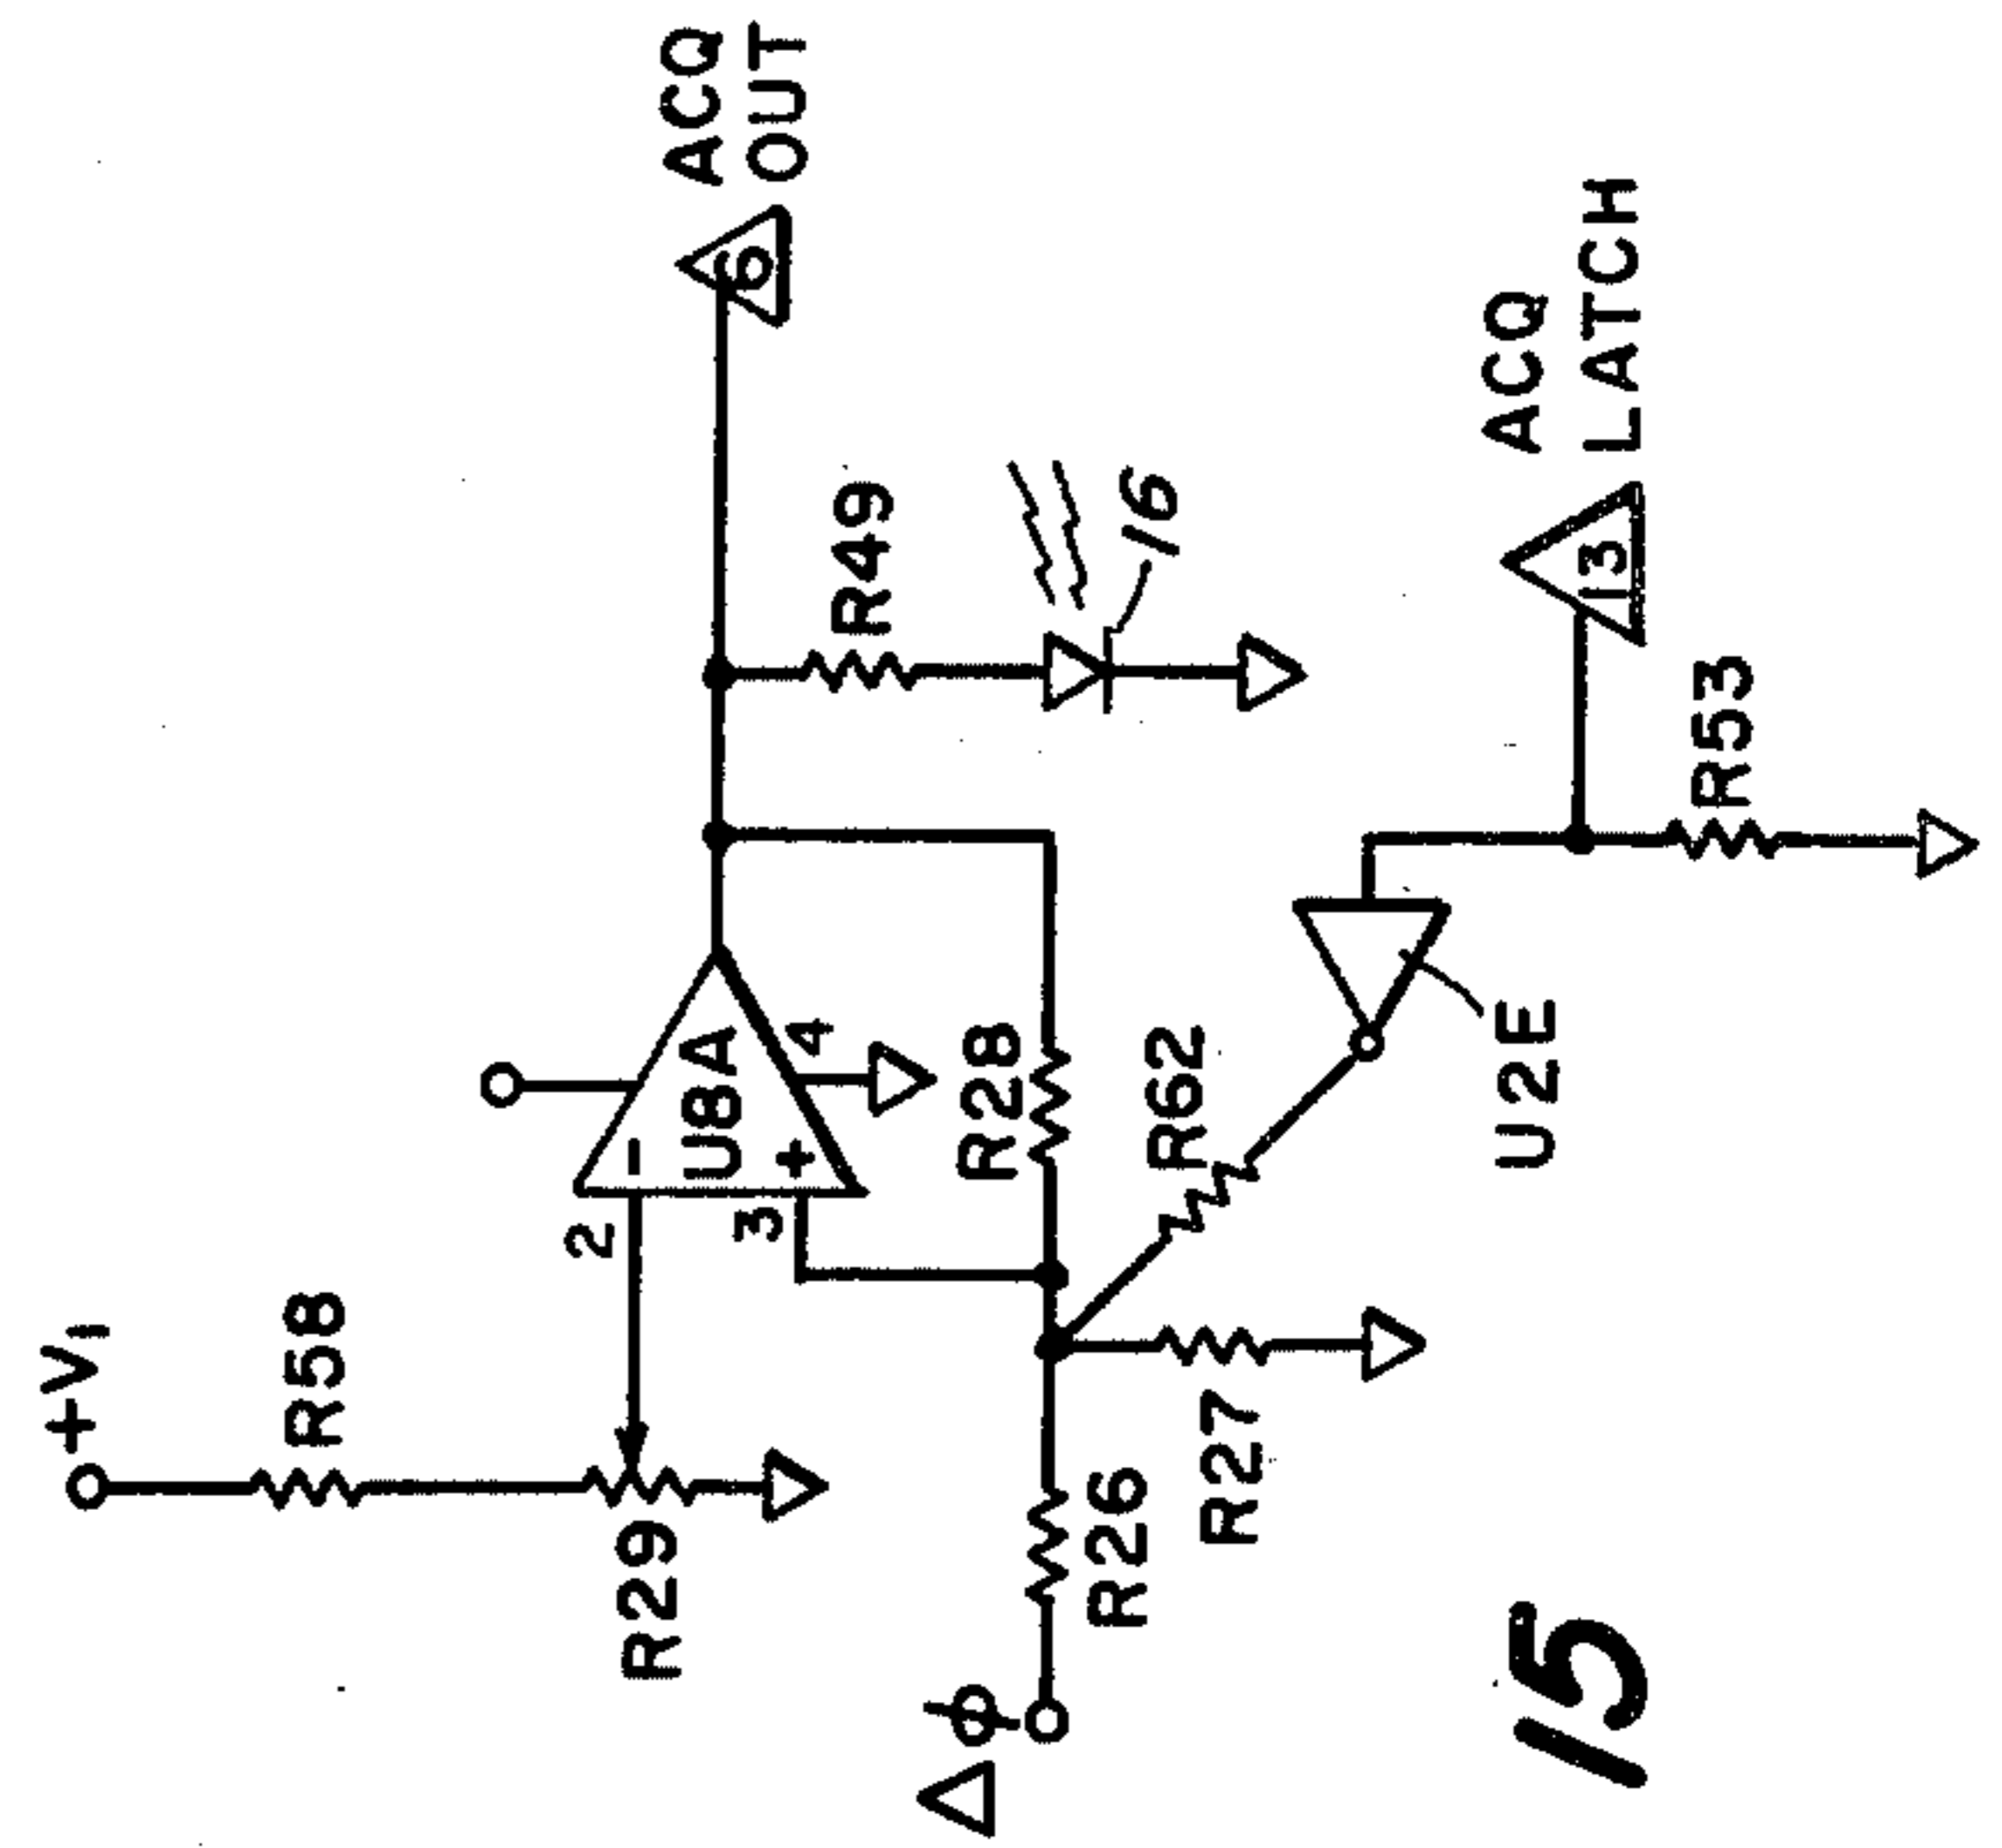 +V1
R58
R29
2
3
−
+
U8A
4
ACQ
OUT
6
R49
16
R28
R62
Δφ
R26
R27
U2E
ACQ
LATCH
13
R53
15